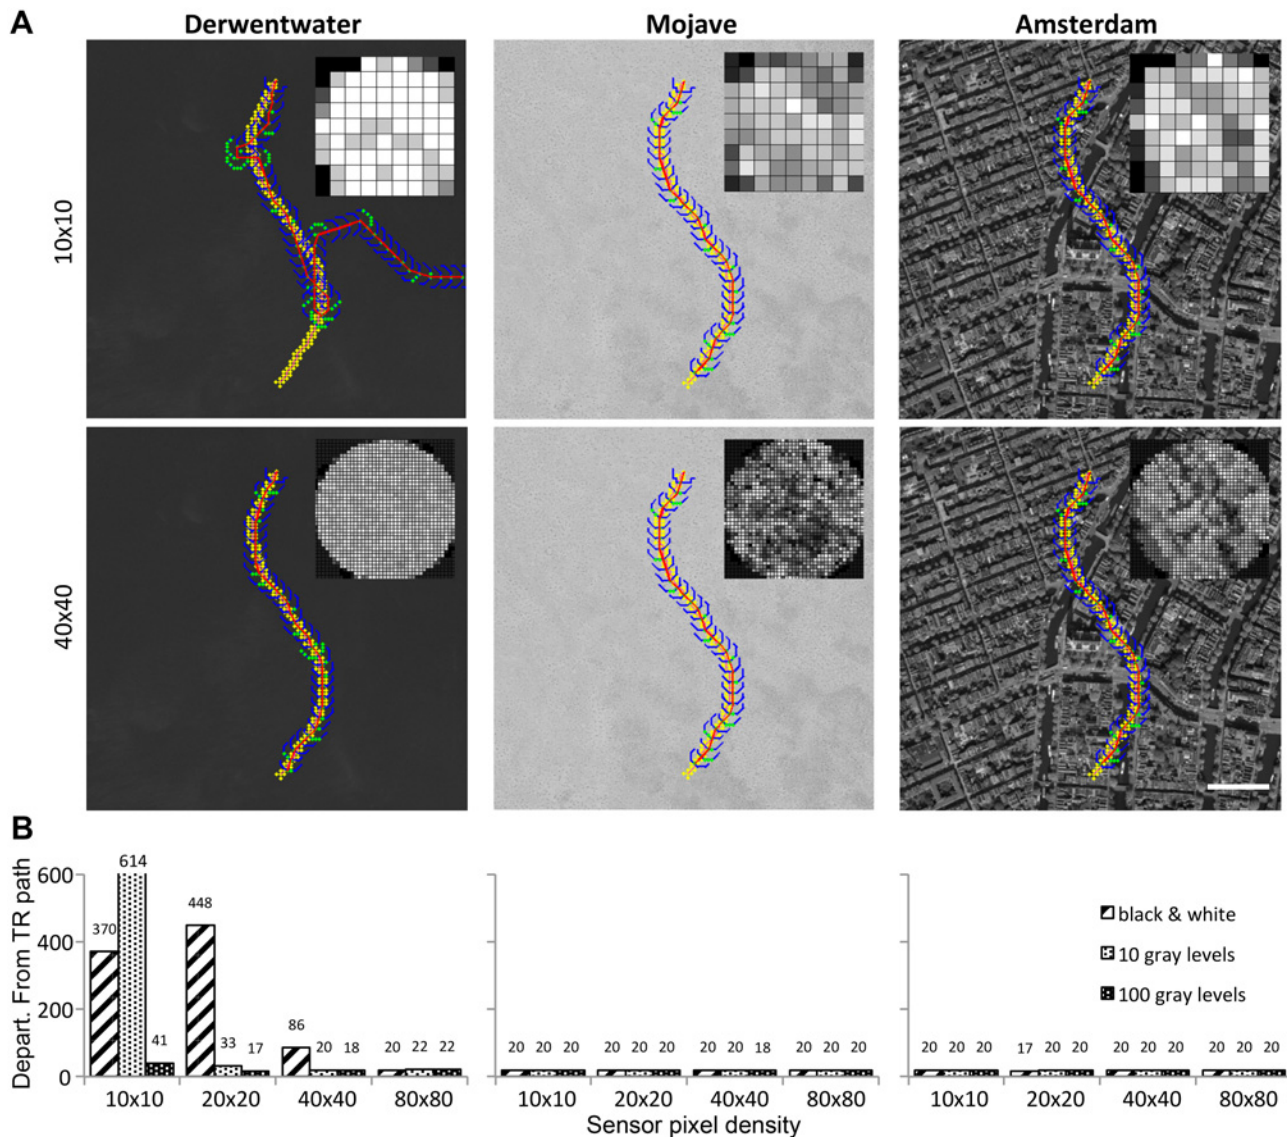 A
Derwentwater Mojave Amsterdam
10x10
40x40
B
Depart. From TR path
600
400
200
0
370 614 41 448 33 17 86 20 18 20 22 22
20 20 20 20 20 20 20 20 18 20 20 20
20 20 20 17 20 20 20 20 20 20 20 20
black & white
10 gray levels
100 gray levels
10x10 20x20 40x40 80x80 10x10 20x20 40x40 80x80 10x10 20x20 40x40 80x80
Sensor pixel density